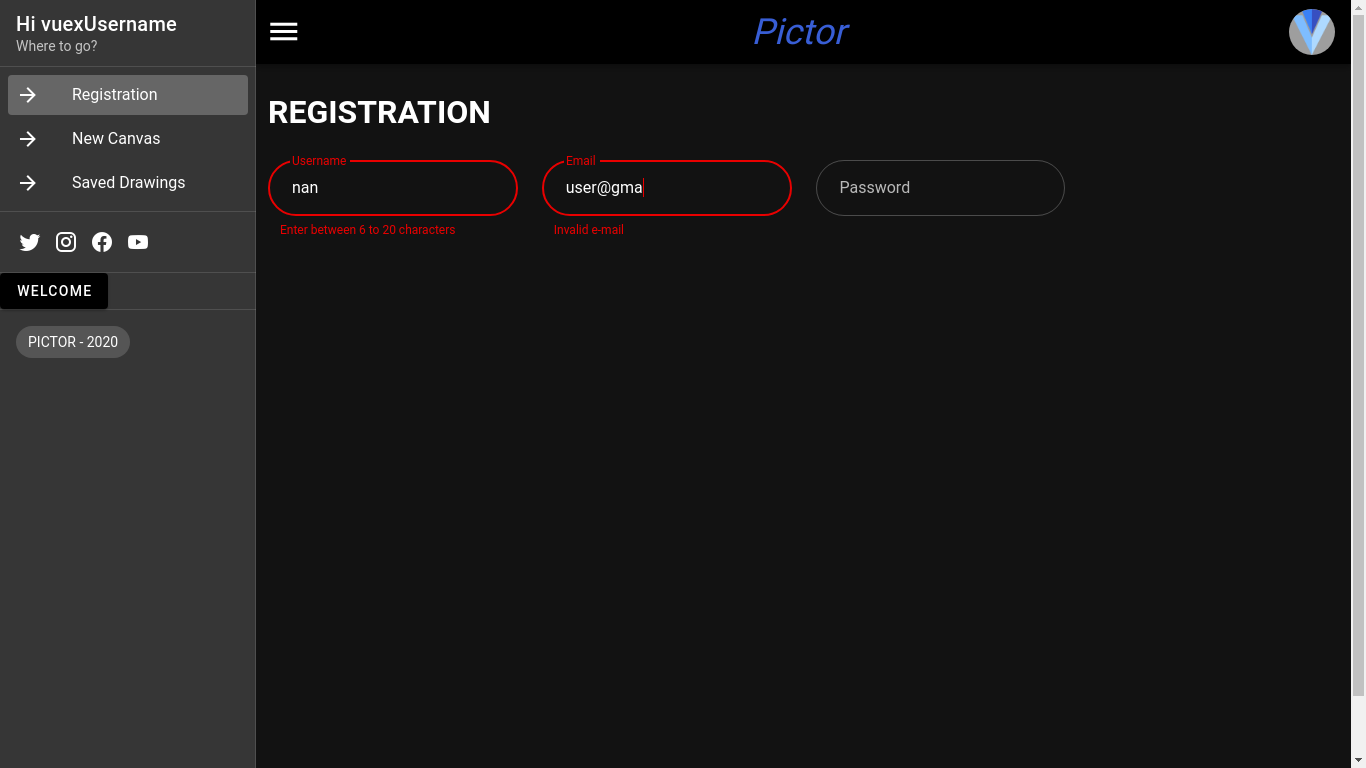 Hi vuexUsername
Where to go?
Registration
New Canvas
Saved Drawings
WELCOME
PICTOR - 2020
Pictor
REGISTRATION
Username
nan
Enter between 6 to 20 characters
Email
user@gma
Invalid e-mail
Password